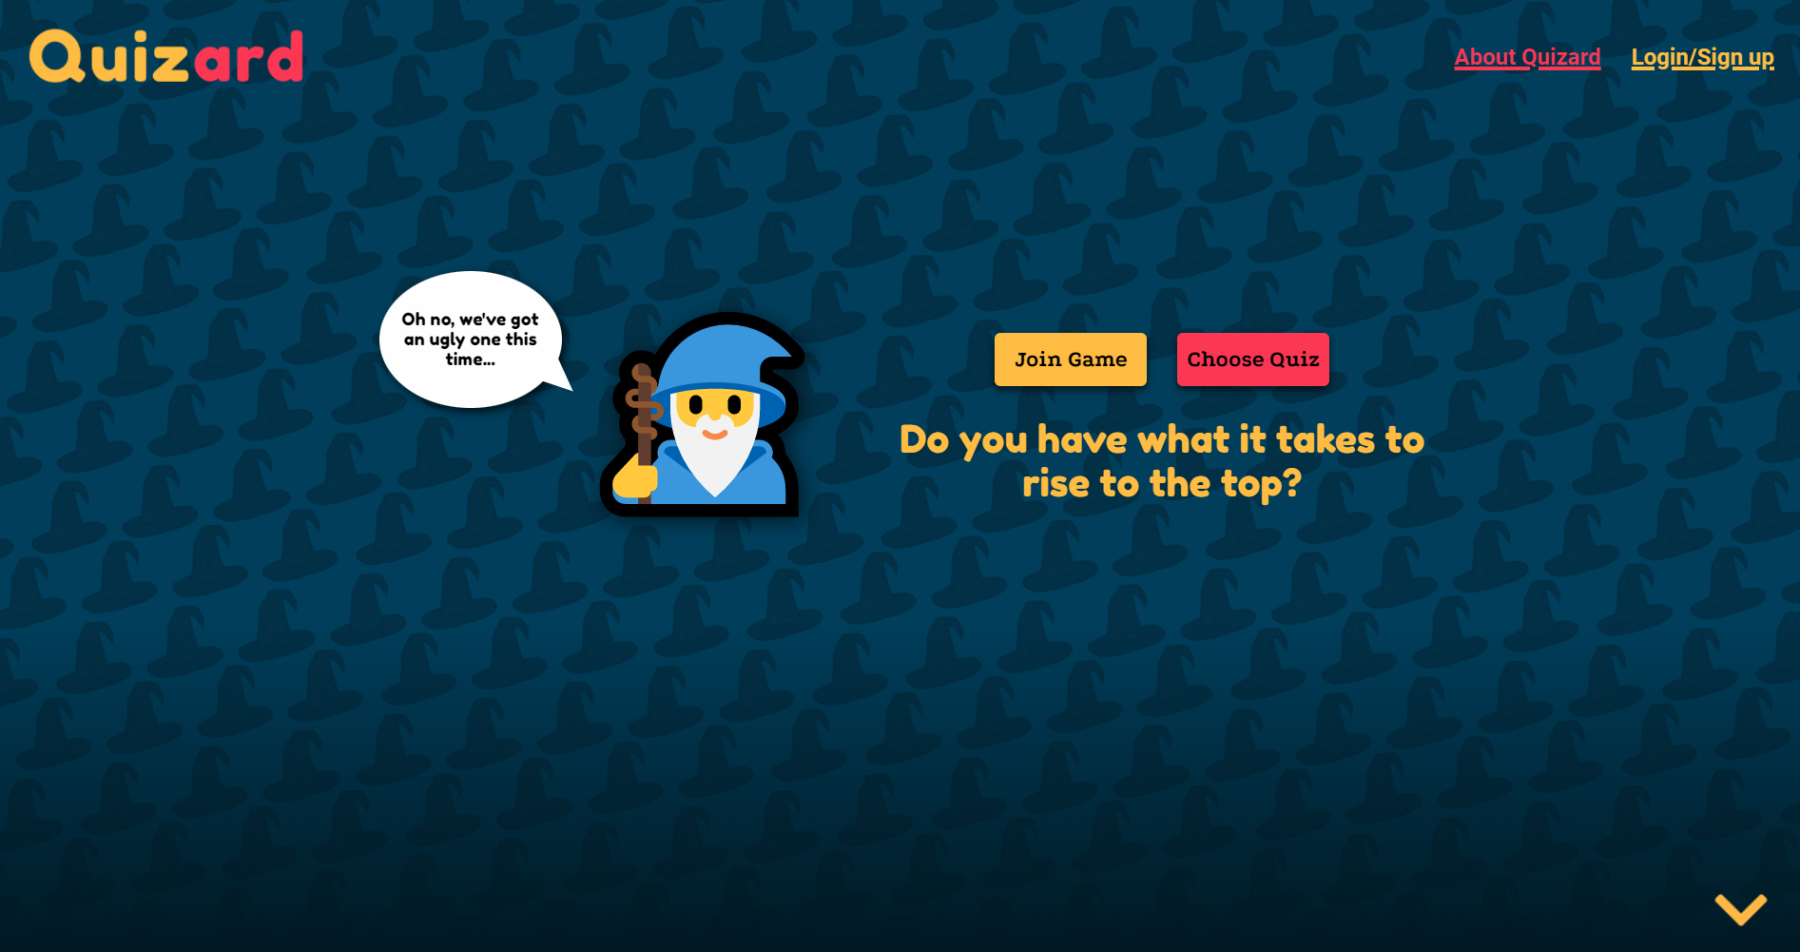 Quizard
About Quizard
Login/Sign up
Oh no, we've got
an ugly one this
time...
Join Game
Choose Quiz
Do you have what it takes to
rise to the top?